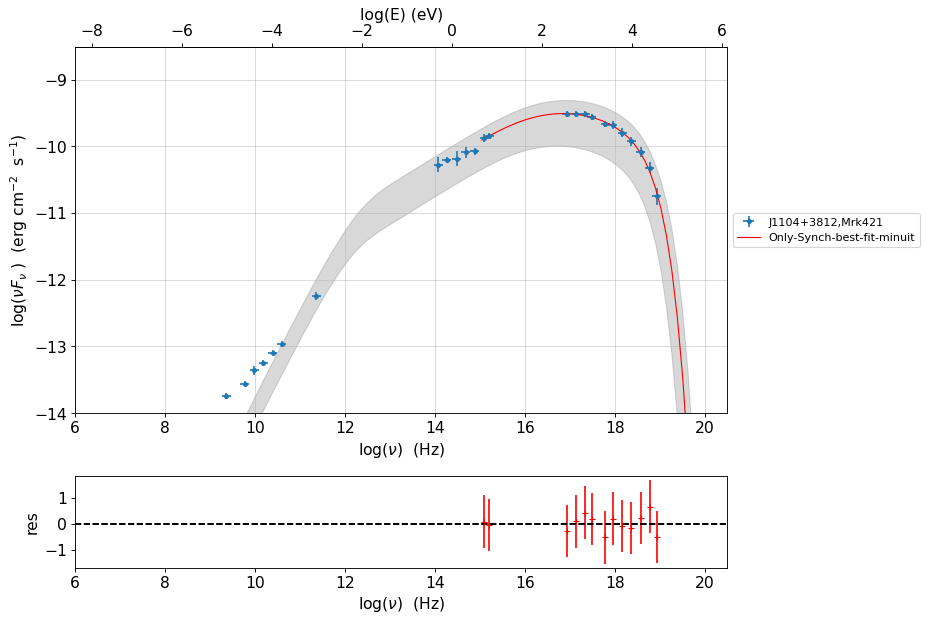 log(E) (eV)
−8 −6 −4 −2 0 2 4 6
log(νFν ) (erg cm⁻² s⁻¹)
−9
−10
−11
−12
−13
−14
6 8 10 12 14 16 18 20
log(ν) (Hz)
J1104+3812,Mrk421
Only-Synch-best-fit-minuit
res
1
0
−1
6 8 10 12 14 16 18 20
log(ν) (Hz)